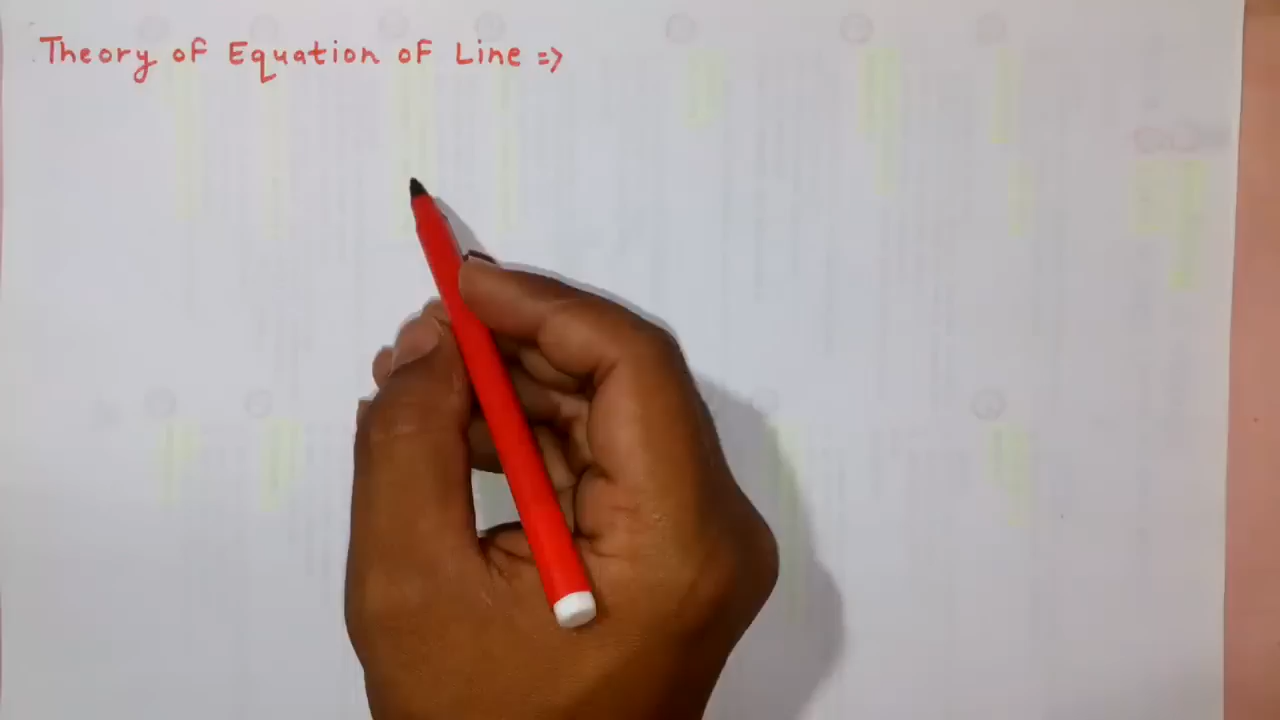 Theory of Equation of Line =>